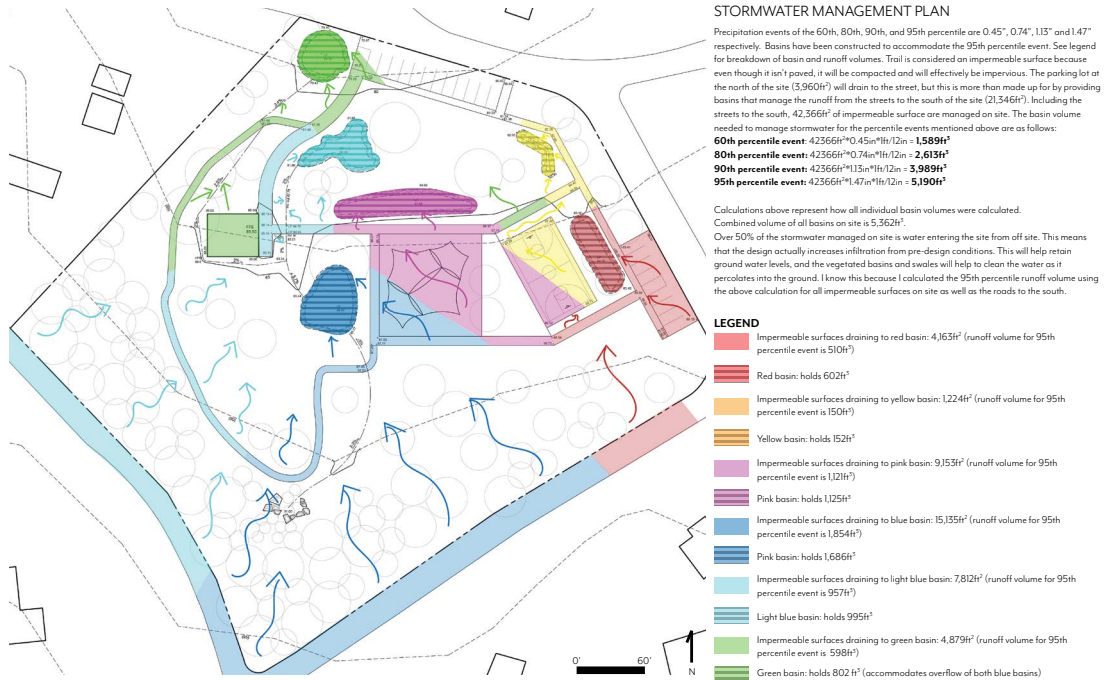 STORMWATER MANAGEMENT PLAN
Precipitation events of the 60th, 80th, 90th, and 95th percentile are 0.45", 0.74", 1.13" and 1.47"
respectively. Basins have been constructed to accommodate the 95th percentile event. See legend
for breakdown of basin and runoff volumes. Trail is considered an impermeable surface because
even though it isn't paved, it will be compacted and will effectively be impervious. The parking lot at
the north of the site (3,960ft²) will drain to the street, but this is more than made up for by providing
basins that manage the runoff from the streets to the south of the site (21,346ft²). Including the
streets to the south, 42,366ft² of impermeable surface are managed on site. The basin volume
needed to manage stormwater for the percentile events mentioned above are as follows:
60th percentile event: 42366ft²*0.45in*1ft/12in = 1,589ft³
80th percentile event: 42366ft²*0.74in*1ft/12in = 2,613ft³
90th percentile event: 42366ft²*1.13in*1ft/12in = 3,989ft³
95th percentile event: 42366ft²*1.47in*1ft/12in = 5,190ft³
Calculations above represent how all individual basin volumes were calculated.
Combined volume of all basins on site is 5,362ft³.
Over 50% of the stormwater managed on site is water entering the site from off site. This means
that the design actually increases infiltration from pre-design conditions. This will help retain
ground water levels, and the vegetated basins and swales will help to clean the water as it
percolates into the ground. I know this because I calculated the 95th percentile runoff volume using
the above calculation for all impermeable surfaces on site as well as the roads to the south.
LEGEND
Impermeable surfaces draining to red basin: 4,163ft² (runoff volume for 95th
percentile event is 510ft³)
Red basin: holds 602ft³
Impermeable surfaces draining to yellow basin: 1,224ft² (runoff volume for 95th
percentile event is 150ft³)
Yellow basin: holds 152ft³
Impermeable surfaces draining to pink basin: 9,153ft² (runoff volume for 95th
percentile event is 1,121ft³)
Pink basin: holds 1,125ft³
Impermeable surfaces draining to blue basin: 15,135ft² (runoff volume for 95th
percentile event is 1,854ft³)
Pink basin: holds 1,686ft³
Impermeable surfaces draining to light blue basin: 7,812ft² (runoff volume for 95th
percentile event is 957ft³)
Light blue basin: holds 995ft³
Impermeable surfaces draining to green basin: 4,879ft² (runoff volume for 95th
percentile event is 598ft³)
Green basin: holds 802 ft³ (accommodates overflow of both blue basins)
0' 60'
N